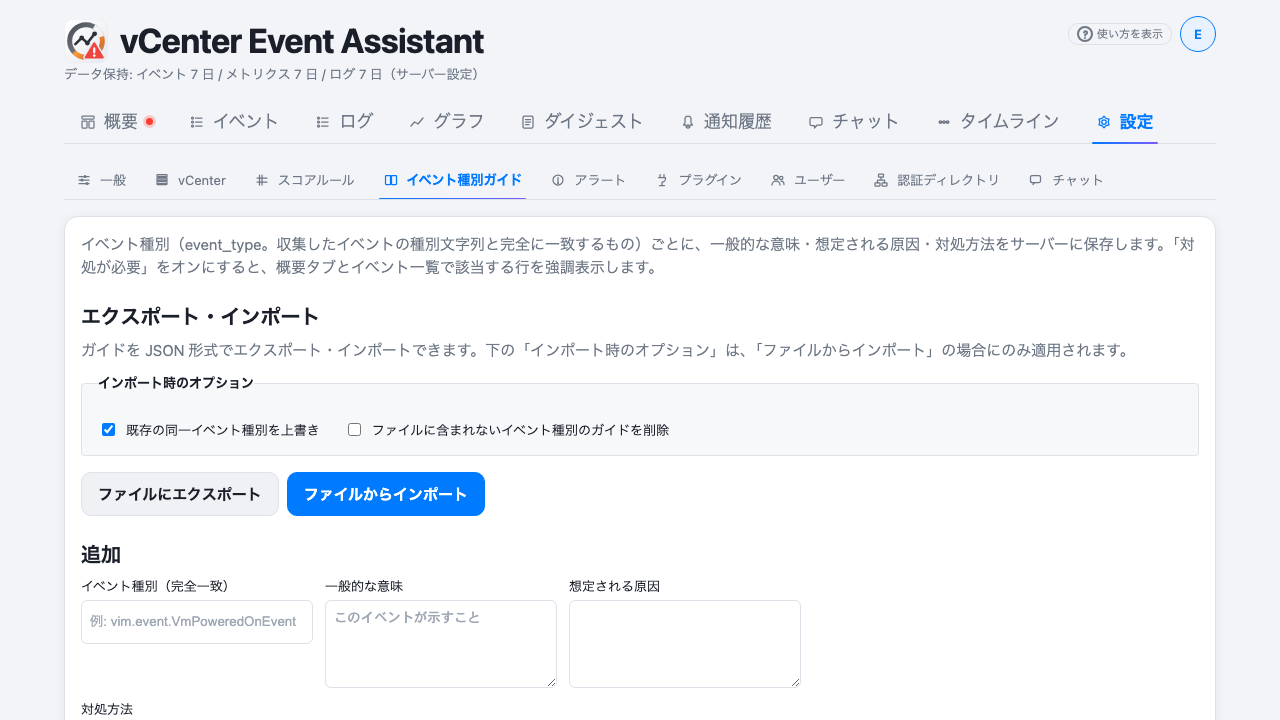 vCenter Event Assistant
データ保持: イベント 7 日 / メトリクス 7 日 / ログ 7 日（サーバー設定）
使い方を表示
E
概要 イベント ログ グラフ ダイジェスト 通知履歴 チャット タイムライン 設定
一般 vCenter スコアルール イベント種別ガイド アラート プラグイン ユーザー 認証ディレクトリ チャット
イベント種別（event_type。収集したイベントの種別文字列と完全に一致するもの）ごとに、一般的な意味・想定される原因・対処方法をサーバーに保存します。「対
処が必要」をオンにすると、概要タブとイベント一覧で該当する行を強調表示します。
エクスポート・インポート
ガイドを JSON 形式でエクスポート・インポートできます。下の「インポート時のオプション」は、「ファイルからインポート」の場合にのみ適用されます。
インポート時のオプション
既存の同一イベント種別を上書き ファイルに含まれないイベント種別のガイドを削除
ファイルにエクスポート ファイルからインポート
追加
イベント種別（完全一致） 一般的な意味 想定される原因
例: vim.event.VmPoweredOnEvent このイベントが示すこと
対処方法